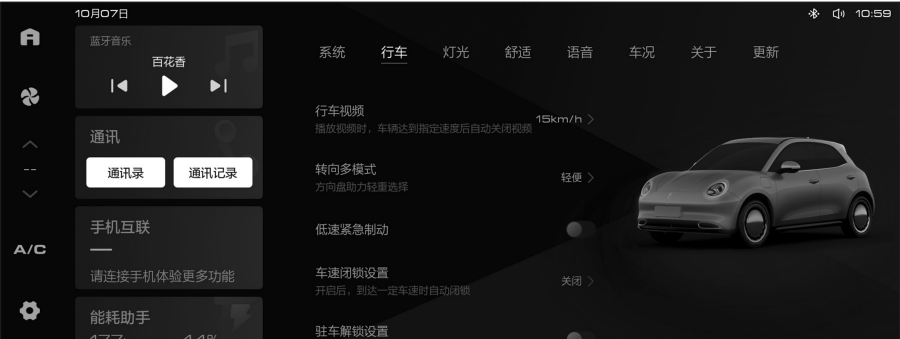 10月07日
10:59
蓝牙音乐
百花香
通讯
通讯录
通讯记录
--
手机互联
请连接手机体验更多功能
A/C
能耗助手
系统
行车
灯光
舒适
语音
车况
关于
更新
行车视频
播放视频时，车辆达到指定速度后自动关闭视频
15km/h
转向多模式
方向盘助力轻重选择
轻便
低速紧急制动
车速闭锁设置
开启后，到达一定车速时自动闭锁
关闭
驻车解锁设置